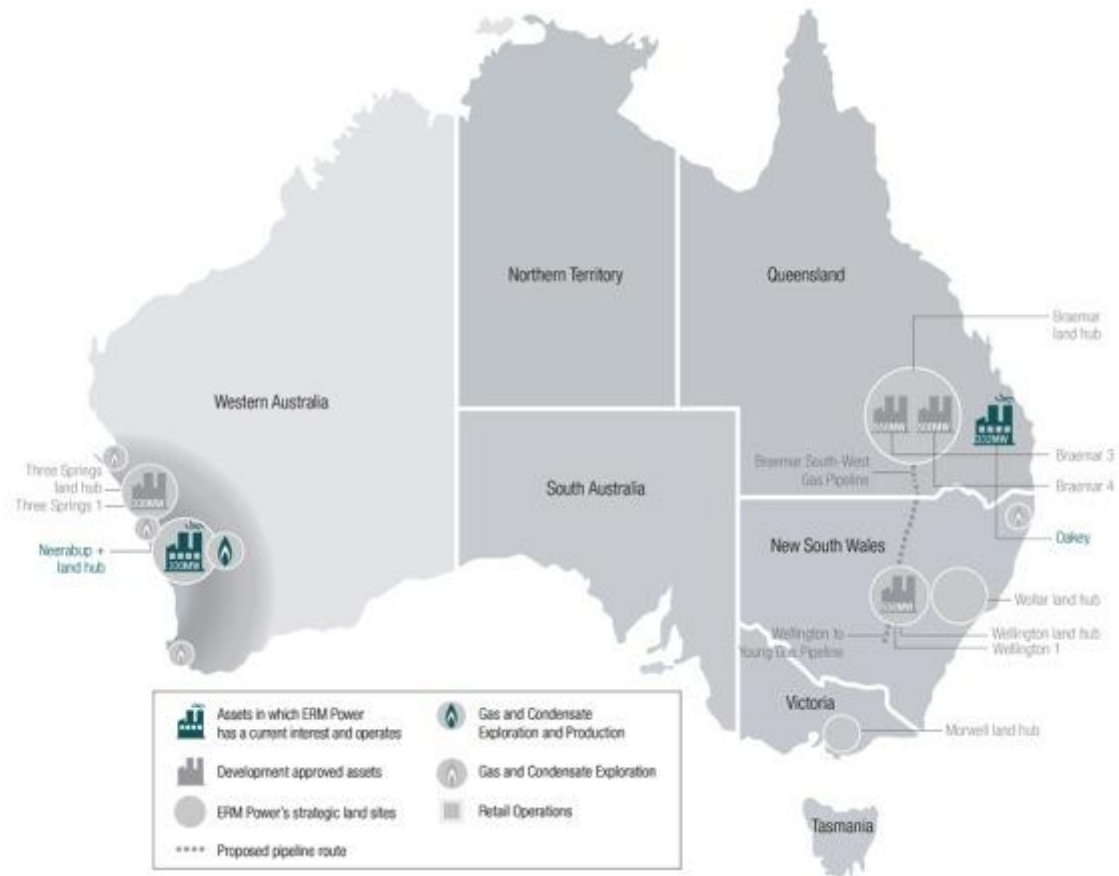 Northern Territory
Queensland
Braemar
land hub
Western Australia
South Australia
Three Springs
land hub
Three Springs 1
Neerabup +
land hub
330MW
Braemar South-West
Gas Pipeline
550MW
332MW
Braemar 3
Braemar 4
Oakey
New South Wales
Wollar land hub
Wellington land hub
Wellington 1
Wellington to
Young Gas Pipeline
Victoria
Morwell land hub
Tasmania
Assets in which ERM Power
has a current interest and operates
Development approved assets
ERM Power's strategic land sites
Proposed pipeline route
Gas and Condensate
Exploration and Production
Gas and Condensate Exploration
Retail Operations